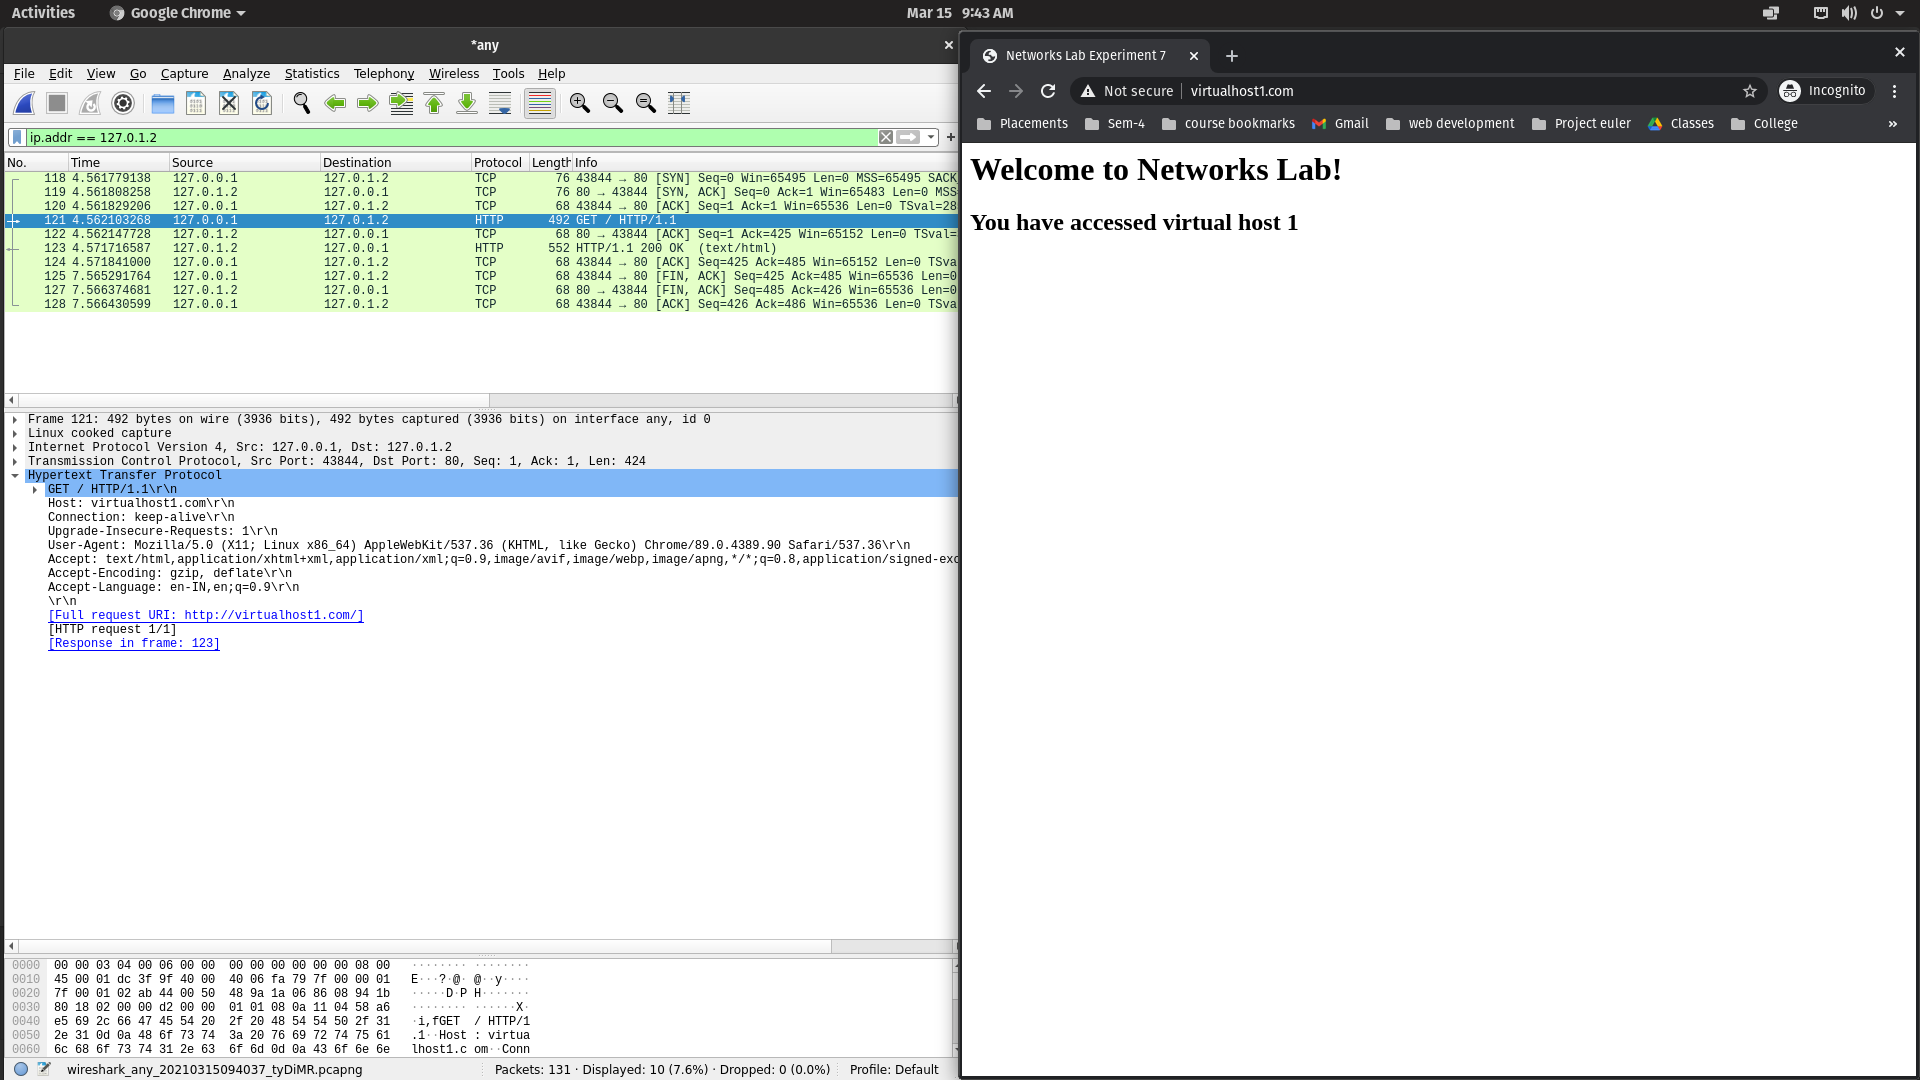 Activities Google Chrome Mar 15 9:43 AM
*any
File Edit View Go Capture Analyze Statistics Telephony Wireless Tools Help
ip.addr == 127.0.1.2
No. Time Source Destination Protocol Length Info
118 4.561779138 127.0.0.1 127.0.1.2 TCP 76 43844 → 80 [SYN] Seq=0 Win=65495 Len=0 MSS=65495 SACK
119 4.561808258 127.0.1.2 127.0.0.1 TCP 76 80 → 43844 [SYN, ACK] Seq=0 Ack=1 Win=65483 Len=0 MSS=
120 4.561829206 127.0.0.1 127.0.1.2 TCP 68 43844 → 80 [ACK] Seq=1 Ack=1 Win=65536 Len=0 TSval=28
121 4.562103268 127.0.0.1 127.0.1.2 HTTP 492 GET / HTTP/1.1
122 4.562147728 127.0.1.2 127.0.0.1 TCP 68 80 → 43844 [ACK] Seq=1 Ack=425 Win=65152 Len=0 TSval=
123 4.571716587 127.0.1.2 127.0.0.1 HTTP 552 HTTP/1.1 200 OK (text/html)
124 4.571841000 127.0.0.1 127.0.1.2 TCP 68 43844 → 80 [ACK] Seq=425 Ack=485 Win=65152 Len=0 TSva
125 7.565291764 127.0.0.1 127.0.1.2 TCP 68 43844 → 80 [FIN, ACK] Seq=425 Ack=485 Win=65536 Len=0
127 7.566374681 127.0.1.2 127.0.0.1 TCP 68 80 → 43844 [FIN, ACK] Seq=485 Ack=426 Win=65536 Len=0
128 7.566430599 127.0.0.1 127.0.1.2 TCP 68 43844 → 80 [ACK] Seq=426 Ack=486 Win=65536 Len=0 TSva
Frame 121: 492 bytes on wire (3936 bits), 492 bytes captured (3936 bits) on interface any, id 0
Linux cooked capture
Internet Protocol Version 4, Src: 127.0.0.1, Dst: 127.0.1.2
Transmission Control Protocol, Src Port: 43844, Dst Port: 80, Seq: 1, Ack: 1, Len: 424
Hypertext Transfer Protocol
GET / HTTP/1.1\r\n
Host: virtualhost1.com\r\n
Connection: keep-alive\r\n
Upgrade-Insecure-Requests: 1\r\n
User-Agent: Mozilla/5.0 (X11; Linux x86_64) AppleWebKit/537.36 (KHTML, like Gecko) Chrome/89.0.4389.90 Safari/537.36\r\n
Accept: text/html,application/xhtml+xml,application/xml;q=0.9,image/avif,image/webp,image/apng,*/*;q=0.8,application/signed-exc
Accept-Encoding: gzip, deflate\r\n
Accept-Language: en-IN,en;q=0.9\r\n
\r\n
[Full request URI: http://virtualhost1.com/]
[HTTP request 1/1]
[Response in frame: 123]
0000 00 00 03 04 00 06 00 00 00 00 00 00 00 00 08 00 ········ ········
0010 45 00 01 dc 3f 9f 40 00 40 06 fa 79 7f 00 00 01 E···?·@· @··y····
0020 7f 00 01 02 ab 44 00 50 48 9a 1a 06 86 08 94 1b ·····D·P H·······
0030 80 18 02 00 00 d2 00 00 01 01 08 0a 11 04 58 a6 ········ ······X·
0040 e5 69 2c 66 47 45 54 20 2f 20 48 54 54 50 2f 31 ·i,fGET / HTTP/1
0050 2e 31 0d 0a 48 6f 73 74 3a 20 76 69 72 74 75 61 .1··Host : virtua
0060 6c 68 6f 73 74 31 2e 63 6f 6d 0d 0a 43 6f 6e 6e lhost1.c om··Conn
wireshark_any_20210315094037_tyDiMR.pcapng Packets: 131 · Displayed: 10 (7.6%) · Dropped: 0 (0.0%) Profile: Default
Networks Lab Experiment 7
Not secure virtualhost1.com Incognito
Placements Sem-4 course bookmarks Gmail web development Project euler Classes College »
Welcome to Networks Lab!
You have accessed virtual host 1